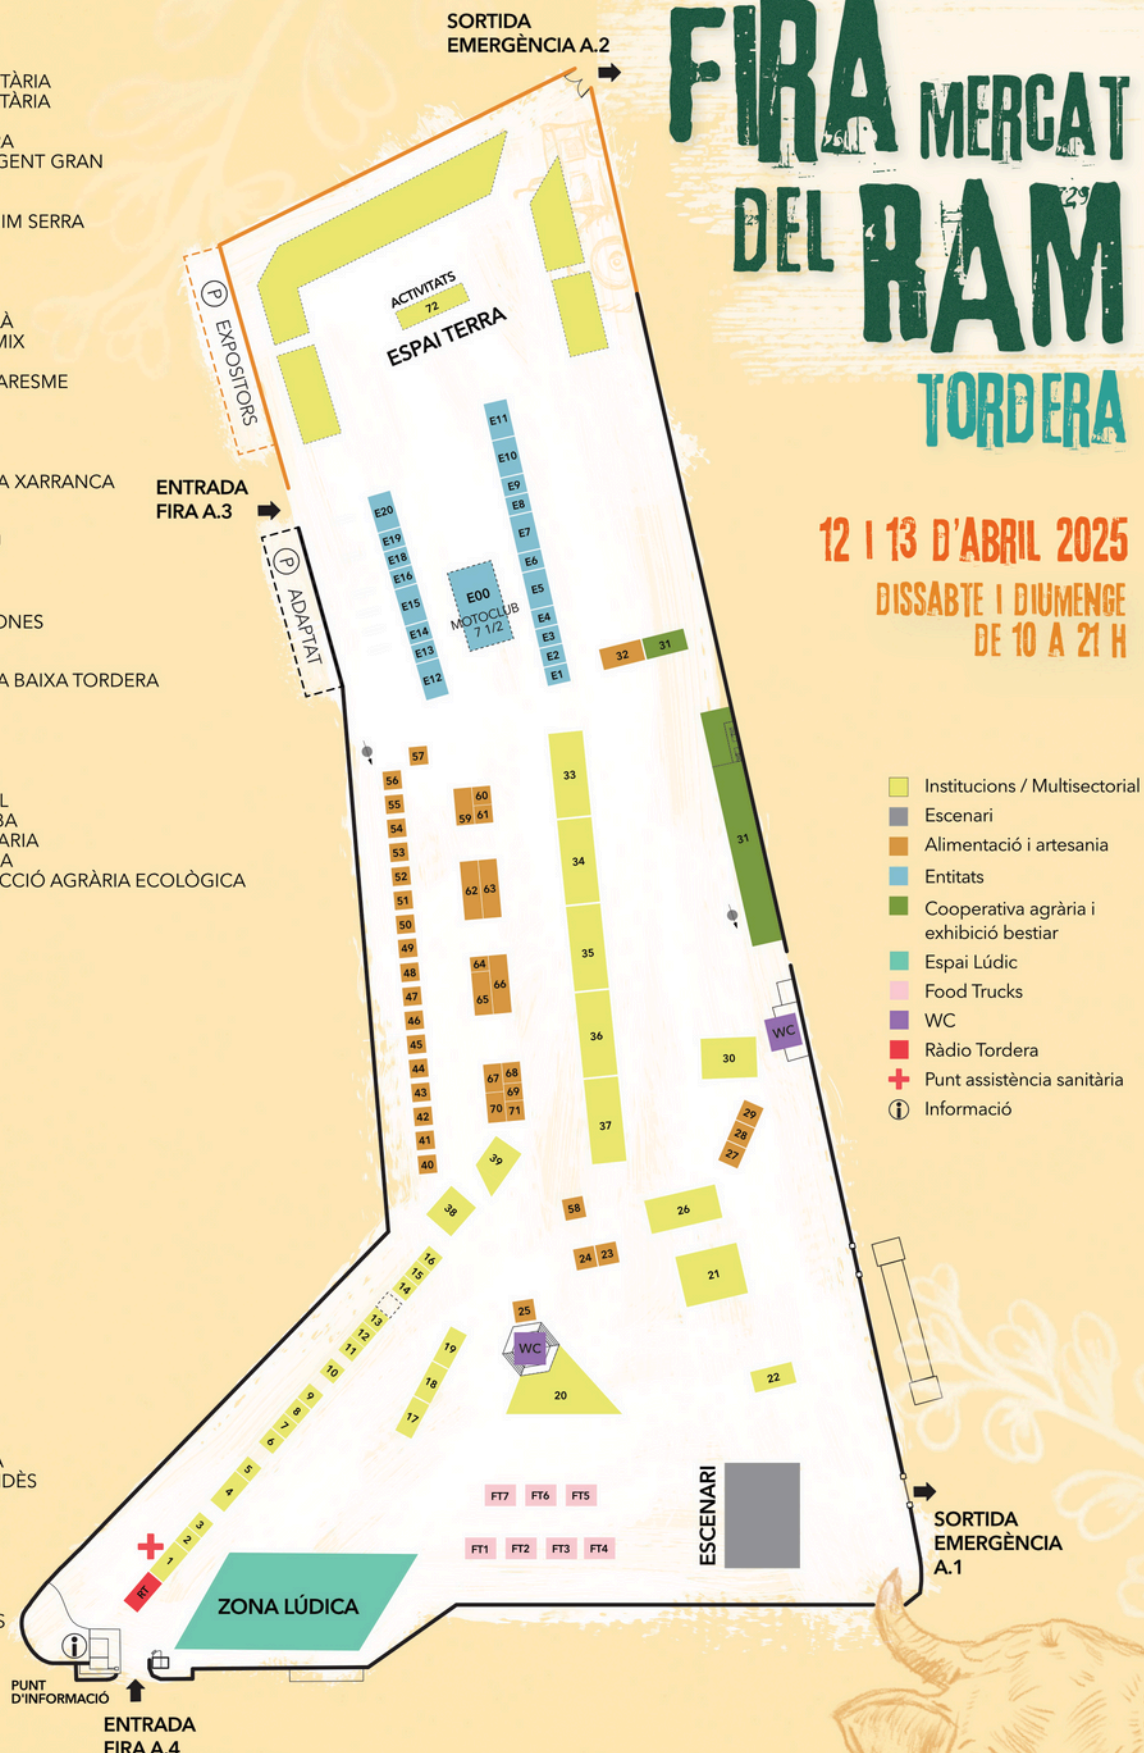 SORTIDA
EMERGÈNCIA A.2
FIRA MERCAT
DEL RAM
TORDERA
12 I 13 D'ABRIL 2025
DISSABTE I DIUMENGE
DE 10 A 21 H
TÀRIA
TÀRIA
RA
GENT GRAN
IM SERRA
À
MIX
ARESME
A XARRANCA
ONES
A BAIXA TORDERA
L
BA
ARIA
A
CCIÓ AGRÀRIA ECOLÒGICA
A
DÈS
S
P EXPOSITORS
ACTIVITATS
72
ESPAI TERRA
ENTRADA
FIRA A.3
P ADAPTAT
E11
E10
E9
E8
E7
E6
E5
E4
E3
E2
E1
E20
E19
E18
E16
E15
E14
E13
E12
E00
MOTOCLUB
7 1/2
32
31
31
33
34
35
36
37
57
56
55
54
53
52
51
50
49
48
47
46
45
44
43
42
41
40
60
59
61
62
63
64
65
66
67
68
69
70
71
39
38
30
WC
29
28
27
58
26
24
23
21
25
WC
20
22
16
15
14
13
12
11
10
9
8
7
6
5
4
3
2
1
RT
19
18
17
FT7
FT6
FT5
FT1
FT2
FT3
FT4
ESCENARI
ZONA LÚDICA
Institucions / Multisectorial
Escenari
Alimentació i artesania
Entitats
Cooperativa agrària i
exhibició bestiar
Espai Lúdic
Food Trucks
WC
Ràdio Tordera
Punt assistència sanitària
i Informació
SORTIDA
EMERGÈNCIA
A.1
i
PUNT
D'INFORMACIÓ
ENTRADA
FIRA A.4